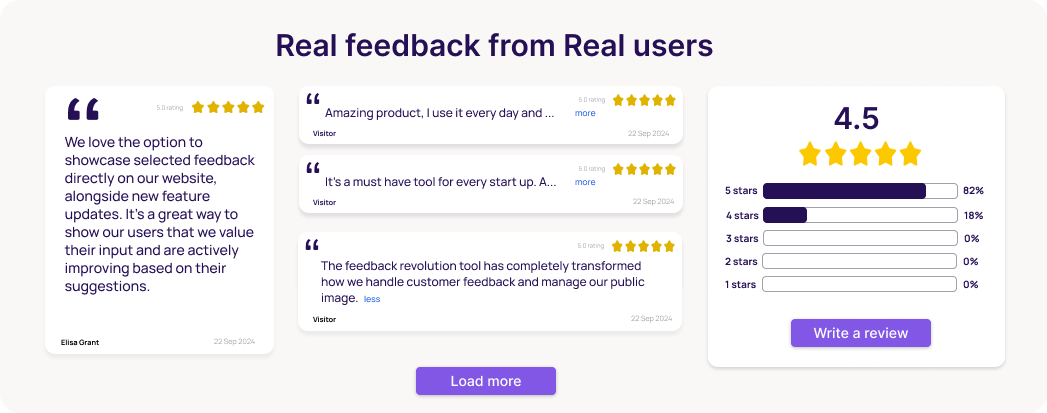 Real feedback from Real users
“
5.0 rating
We love the option to
showcase selected feedback
directly on our website,
alongside new feature
updates. It's a great way to
show our users that we value
their input and are actively
improving based on their
suggestions.
Elisa Grant 22 Sep 2024
“
5.0 rating
Amazing product, I use it every day and ... more
Visitor 22 Sep 2024
“
5.0 rating
It's a must have tool for every start up. A... more
Visitor 22 Sep 2024
“
5.0 rating
The feedback revolution tool has completely transformed
how we handle customer feedback and manage our public
image. less
Visitor 22 Sep 2024
Load more
4.5
5 stars 82%
4 stars 18%
3 stars 0%
2 stars 0%
1 stars 0%
Write a review